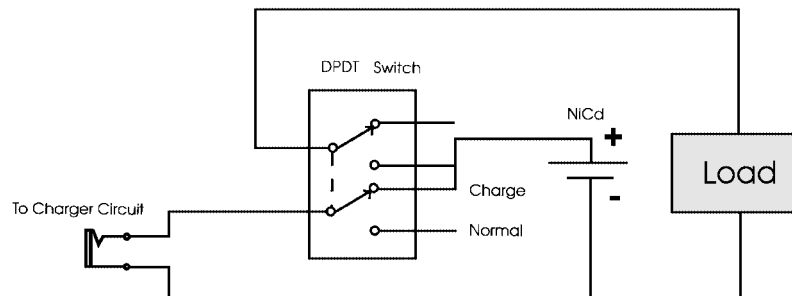 DPDT Switch
NiCd
+
Load
Charge
-
To Charger Circuit
Normal